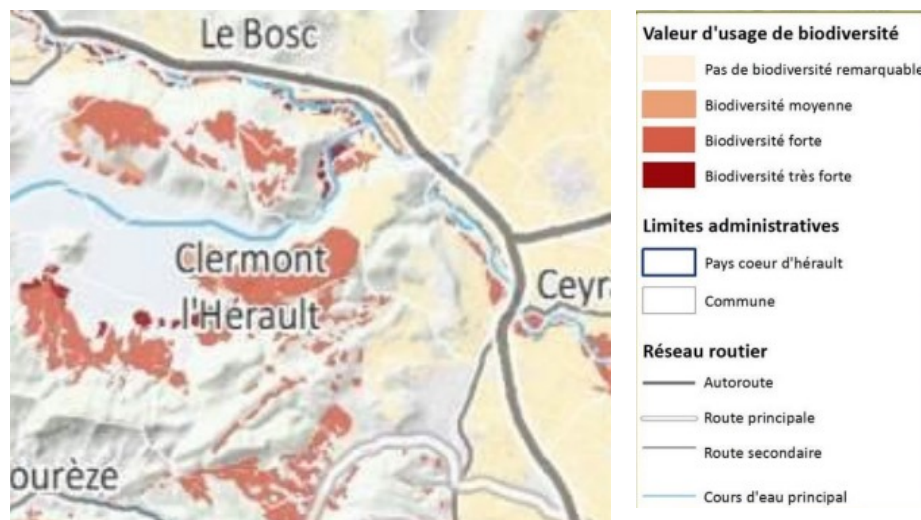 Le Bosc
Clermont
l'Hérault
Ceyr
ourèze
Valeur d'usage de biodiversité
Pas de biodiversité remarquable
Biodiversité moyenne
Biodiversité forte
Biodiversité très forte
Limites administratives
Pays coeur d'hérault
Commune
Réseau routier
Autoroute
Route principale
Route secondaire
Cours d'eau principal